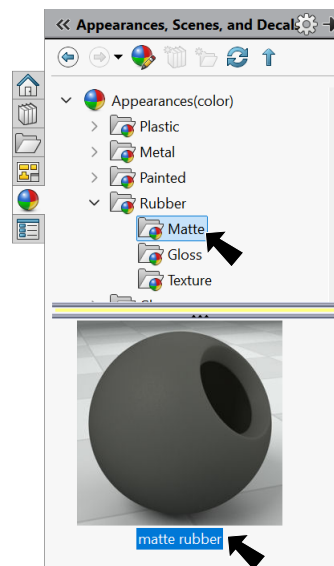 Appearances, Scenes, and Decal
Appearances(color)
Plastic
Metal
Painted
Rubber
Matte
Gloss
Texture
matte rubber